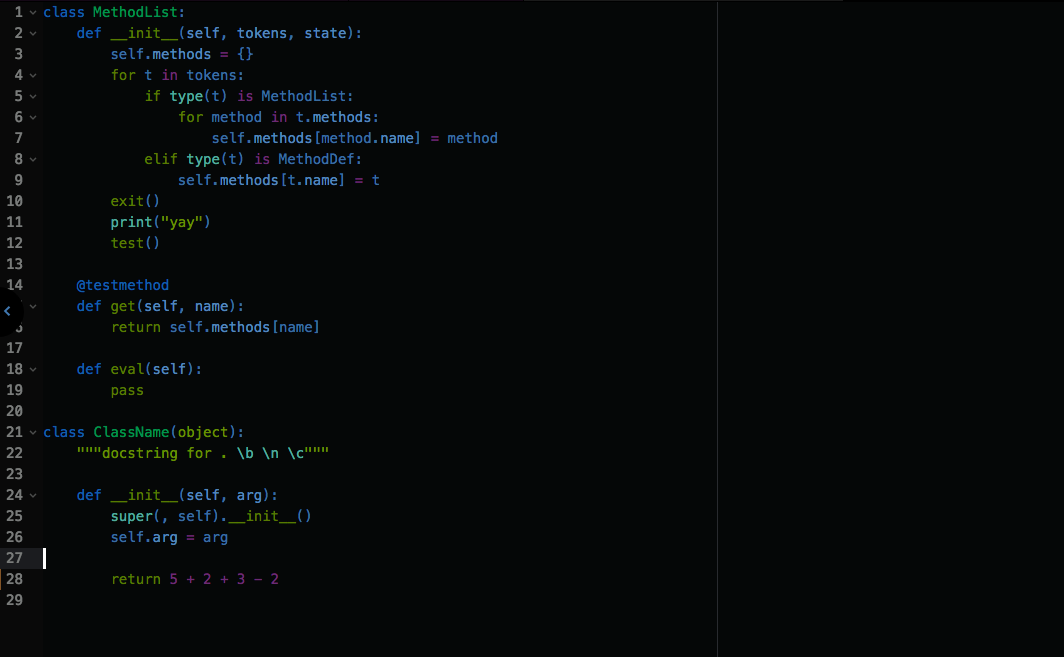 1 class MethodList:
2     def __init__(self, tokens, state):
3         self.methods = {}
4         for t in tokens:
5             if type(t) is MethodList:
6                 for method in t.methods:
7                     self.methods[method.name] = method
8             elif type(t) is MethodDef:
9                 self.methods[t.name] = t
10         exit()
11         print("yay")
12         test()
13
14     @testmethod
    def get(self, name):
        return self.methods[name]
17
18     def eval(self):
19         pass
20
21 class ClassName(object):
22     """docstring for . \b \n \c"""
23
24     def __init__(self, arg):
25         super(, self).__init__()
26         self.arg = arg
27
28         return 5 + 2 + 3 - 2
29